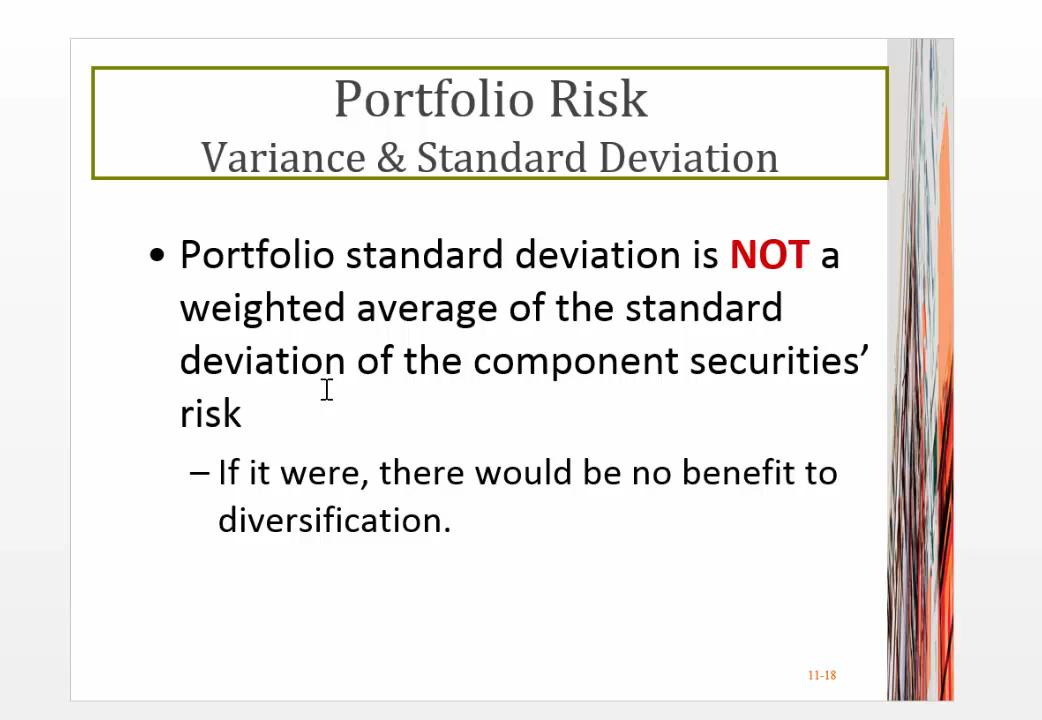 Portfolio Risk
Variance & Standard Deviation
• Portfolio standard deviation is NOT a
weighted average of the standard
deviation of the component securities’
risk
– If it were, there would be no benefit to
diversification.
11-18